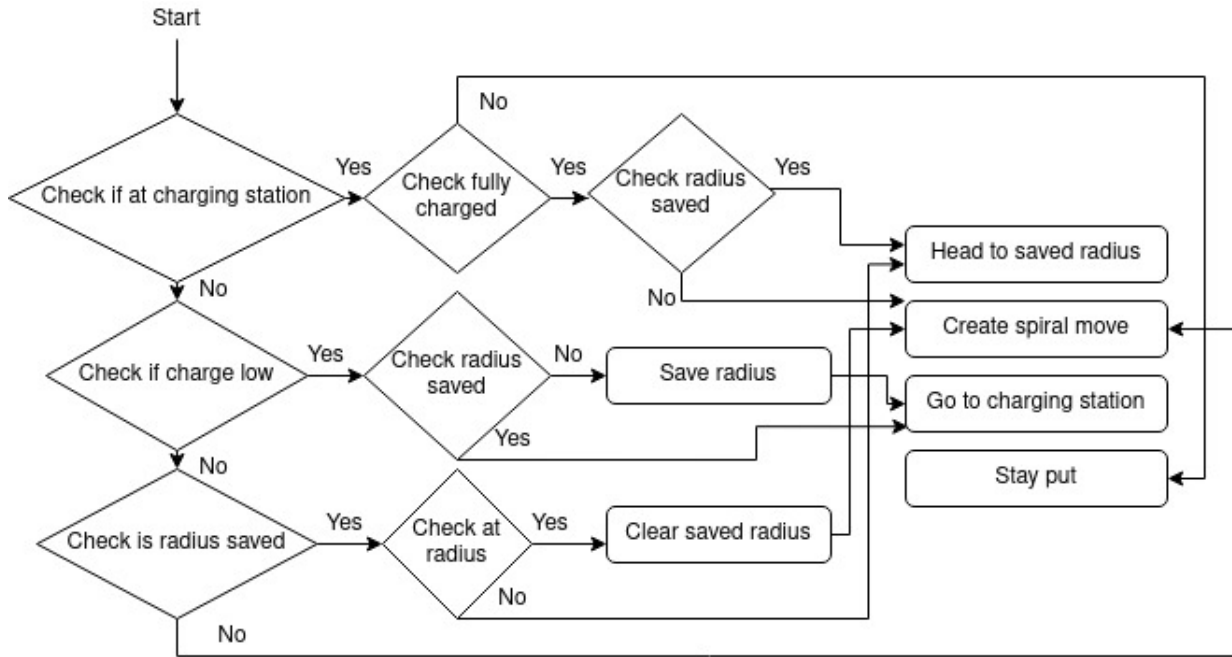 Start
No
Yes
Yes
Yes
Check if at charging station
Check fully
charged
Check radius
saved
Head to saved radius
No
No
Create spiral move
Yes
No
Check if charge low
Check radius
saved
Save radius
Go to charging station
Yes
No
Stay put
Yes
Yes
Check is radius saved
Check at
radius
Clear saved radius
No
No